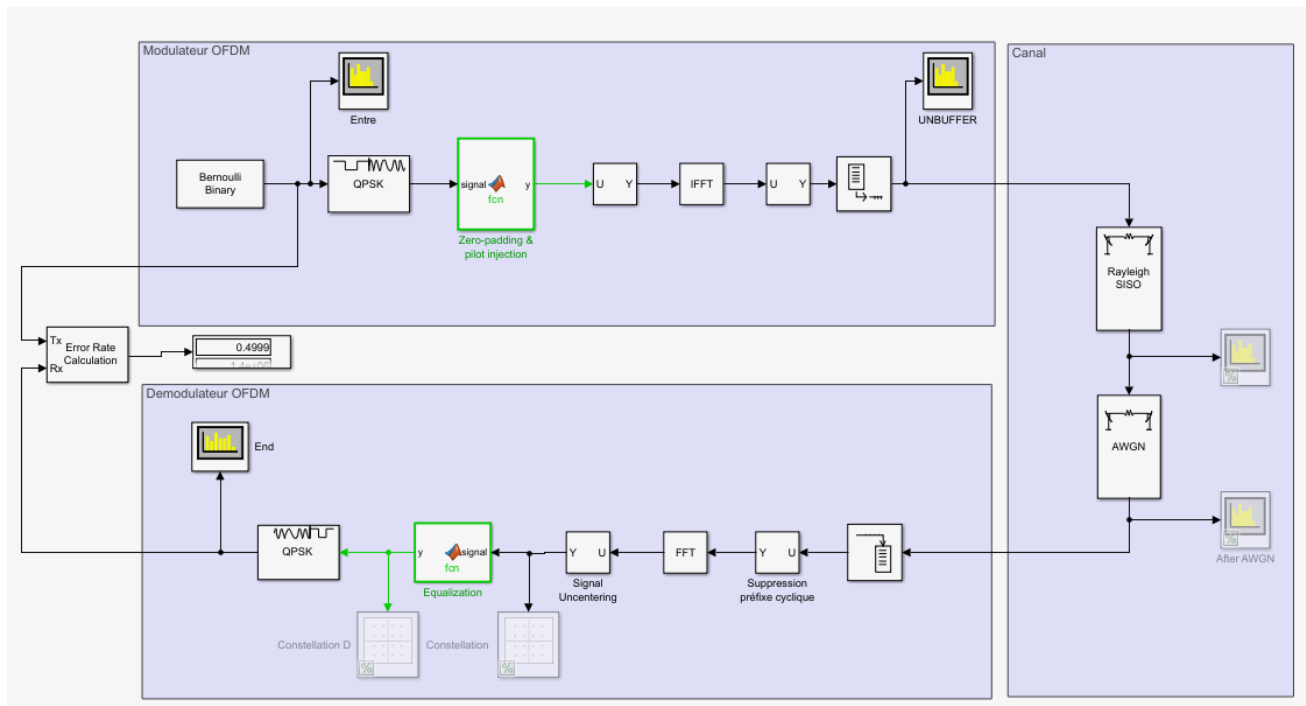 Modulateur OFDM
Canal
Entre
UNBUFFER
Bernoulli
Binary
QPSK
signal
y
fcn
Zero-padding &
pilot injection
U Y
IFFT
U Y
Rayleigh
SISO
Tx
Rx
Error Rate
Calculation
0.4999
Demodulateur OFDM
End
AWGN
QPSK
y
signal
fcn
Equalization
Y U
Signal
Uncentering
FFT
Y U
Suppression
préfixe cyclique
After AWGN
Constellation D
Constellation
%
%
%
%